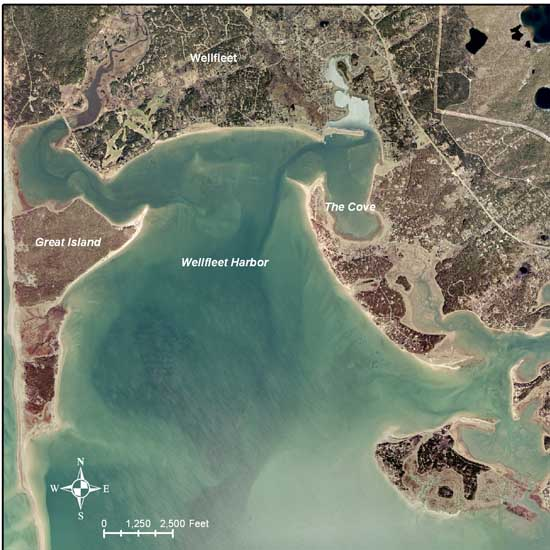 Wellfleet
The Cove
Great Island
Wellfleet Harbor
N
W E
S
0 1,250 2,500 Feet